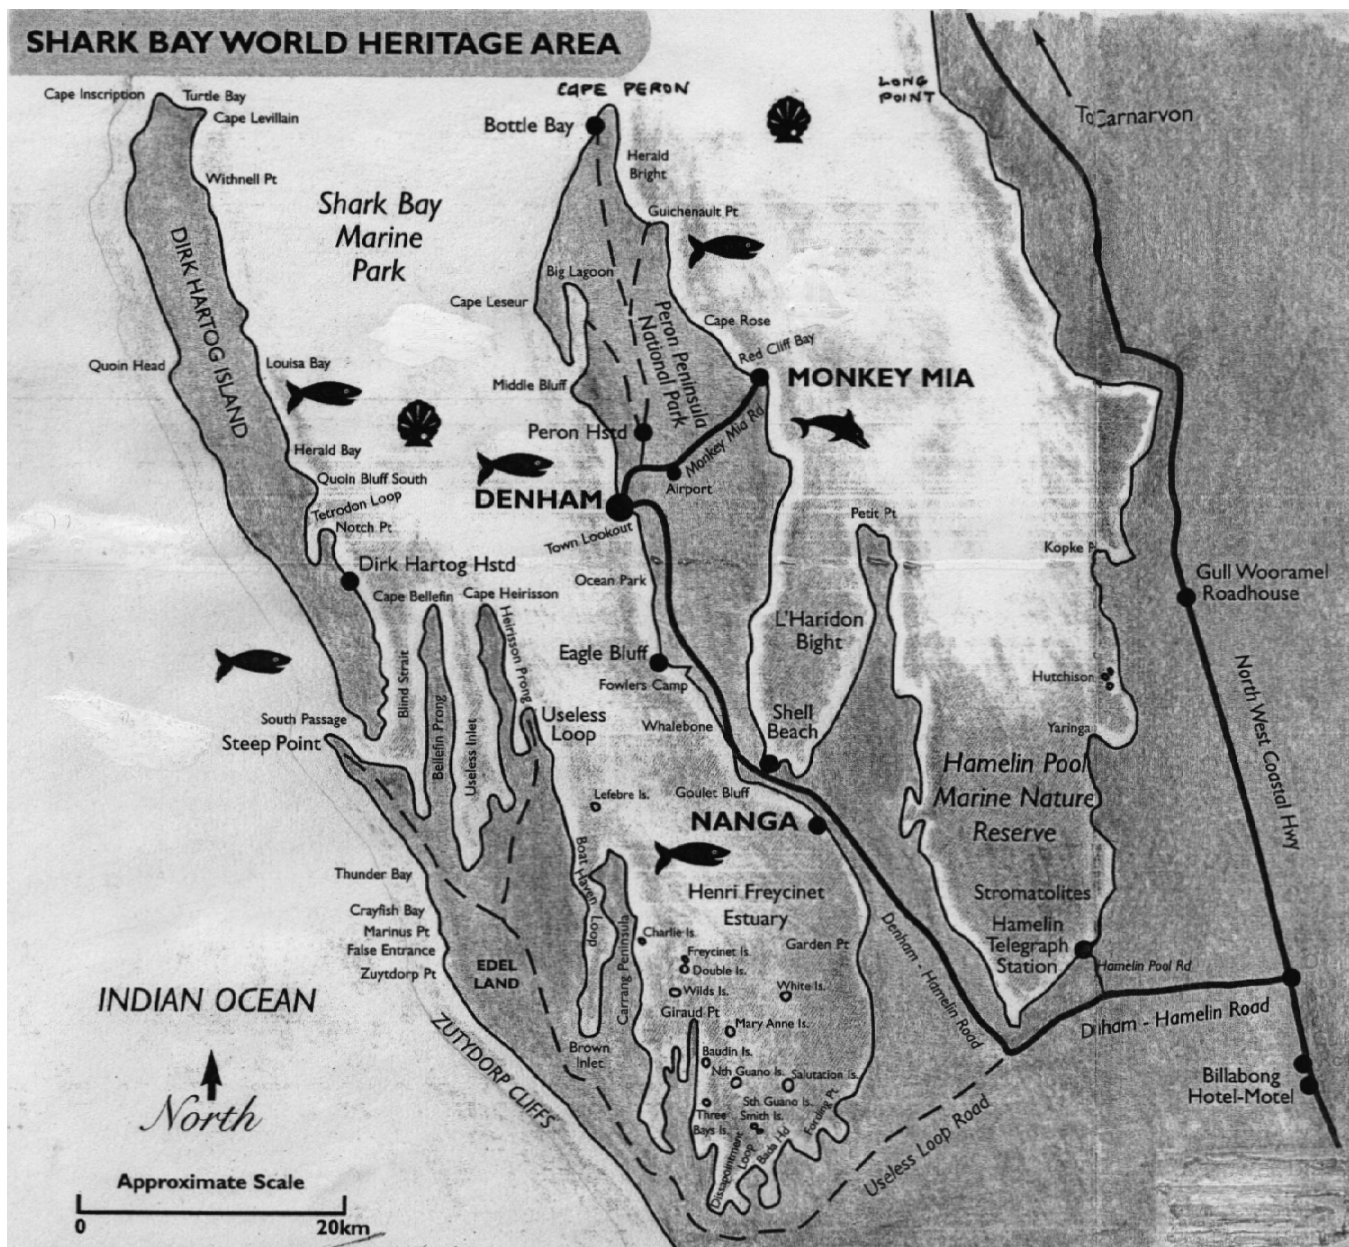 SHARK BAY WORLD HERITAGE AREA
Cape Inscription
Turtle Bay
Cape Levillain
Withnell Pt
CAPE PERON
LONG
POINT
Bottle Bay
To Carnarvon
Herald
Bright
Shark Bay
Marine
Park
Guichenault Pt
DIRK HARTOG ISLAND
Big Lagoon
Cape Leseur
Peron Peninsula
National Park
Cape Rose
Red Cliff Bay
Quoin Head
Louisa Bay
Middle Bluff
MONKEY MIA
Peron Hstd
Monkey Mia Rd
Herald Bay
Quoin Bluff South
Airport
DENHAM
Tetrodon Loop
Notch Pt
Town Lookout
Petit Pt
Kopke P
Dirk Hartog Hstd
Ocean Park
Gull Wooramel
Roadhouse
Cape Bellefin
Cape Heirisson
Heirisson Prong
L'Haridon
Bight
Eagle Bluff
Fowlers Camp
Hutchison
North West Coastal Hwy
Blind Strait
South Passage
Steep Point
Bellefin Prong
Useless Inlet
Useless
Loop
Whalebone
Shell
Beach
Yaringa
Hamelin Pool
Marine Nature
Reserve
Lefebre Is.
Goulet Bluff
NANGA
Boat Haven
Loop
Thunder Bay
Henri Freycinet
Estuary
Stromatolites
Crayfish Bay
Marinus Pt
False Entrance
Zuytdorp Pt
Carrang Peninsula
Charlie Is.
Freycinet Is.
Double Is.
Garden Pt
Denham - Hamelin Road
Hamelin
Telegraph
Station
Hamelin Pool Rd
EDEL
LAND
Wilds Is.
White Is.
INDIAN OCEAN
Giraud Pt
Mary Anne Is.
Dilham - Hamelin Road
ZUTYDORP CLIFFS
Brown
Inlet
Baudin Is.
Nth Guano Is.
Salutation Is.
Billabong
Hotel-Motel
North
Sth Guano Is.
Three
Bays Is.
Smith Is.
Fording Pt
Dissapointment
Loop
Bada Hd
Useless Loop Road
Approximate Scale
0
20km